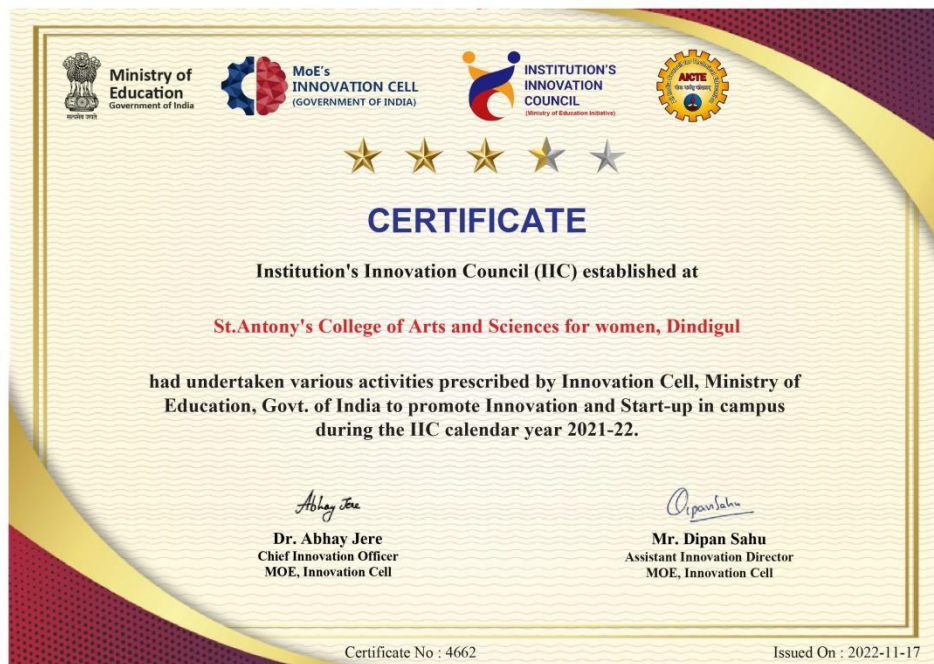 Ministry of
Education
Government of India
सत्यमेव जयते
MoE's
INNOVATION CELL
(GOVERNMENT OF INDIA)
INSTITUTION'S
INNOVATION
COUNCIL
(Ministry of Education Initiative)
AICTE
CERTIFICATE
Institution's Innovation Council (IIC) established at
St.Antony's College of Arts and Sciences for women, Dindigul
had undertaken various activities prescribed by Innovation Cell, Ministry of
Education, Govt. of India to promote Innovation and Start-up in campus
during the IIC calendar year 2021-22.
Abhay Jere
Dipan Sahu
Dr. Abhay Jere
Chief Innovation Officer
MOE, Innovation Cell
Mr. Dipan Sahu
Assistant Innovation Director
MOE, Innovation Cell
Certificate No : 4662
Issued On : 2022-11-17